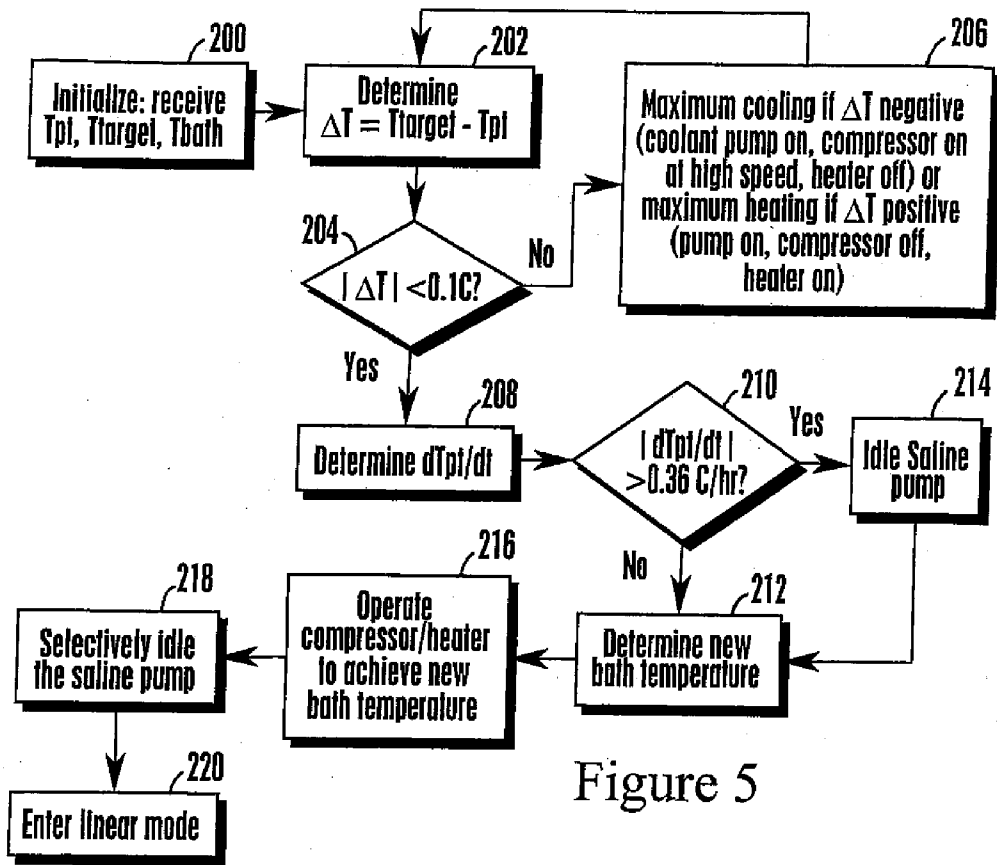 200
Initialize: receive
Tpt, Ttarget, Tbath
202
Determine
ΔT = Ttarget - Tpt
206
Maximum cooling if ΔT negative
(coolant pump on, compressor on
at high speed, heater off) or
maximum heating if ΔT positive
(pump on, compressor off,
heater on)
204
| ΔT | <0.1C?
No
Yes
208
Determine dTpt/dt
210
| dTpt/dt |
>0.36 C/hr?
Yes
No
214
Idle Saline
pump
212
Determine new
bath temperature
216
Operate
compressor/heater
to achieve new
bath temperature
218
Selectively idle
the saline pump
220
Enter linear mode
Figure 5